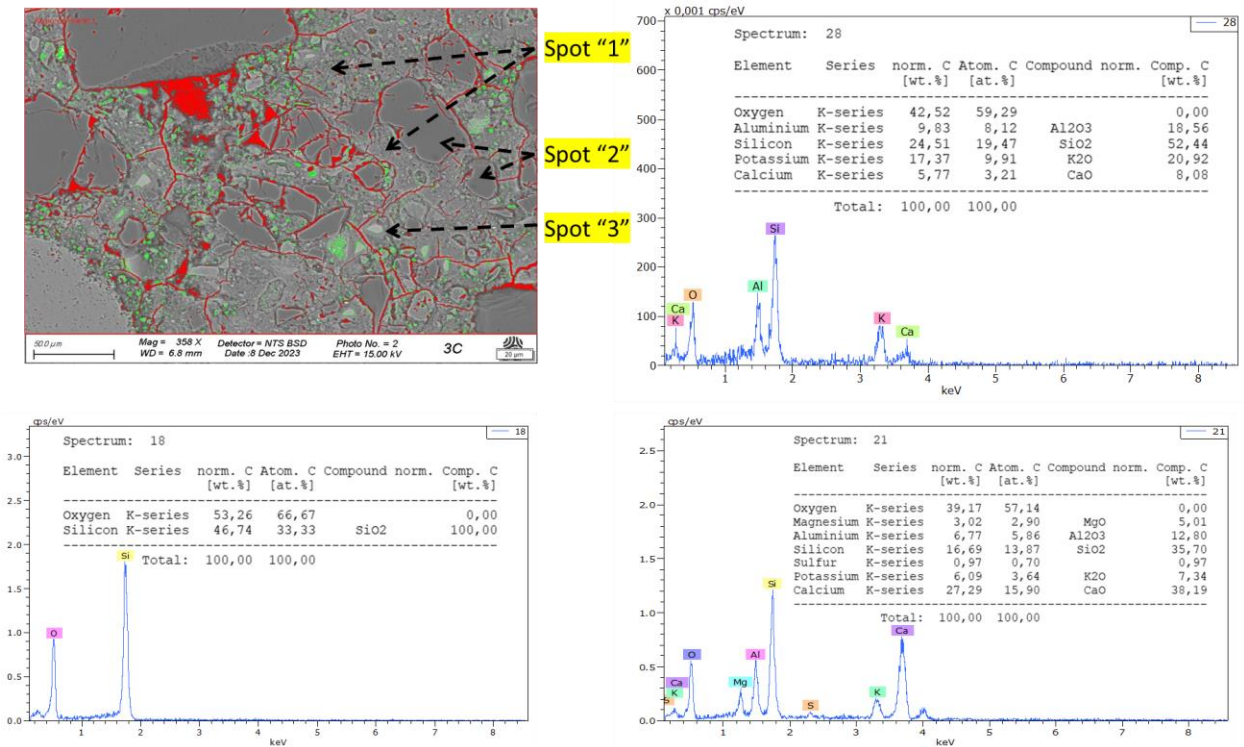 Spot "1"
Spot "2"
Spot "3"
50.0 µm
Mag = 358 X
WD = 6.8 mm
Detector = NTS BSD
Date :8 Dec 2023
Photo No. = 2
EHT = 15.00 kV
3C
20 µm
x 0,001 cps/eV
28
700
600
500
400
300
200
100
0
Spectrum: 28
Element Series norm. C Atom. C Compound norm. Comp. C
[wt.%] [at.%] [wt.%]
Oxygen K-series 42,52 59,29 0,00
Aluminium K-series 9,83 8,12 Al2O3 18,56
Silicon K-series 24,51 19,47 SiO2 52,44
Potassium K-series 17,37 9,91 K2O 20,92
Calcium K-series 5,77 3,21 CaO 8,08
Total: 100,00 100,00
Ca
K
O
Al
Si
K
Ca
1 2 3 4 5 6 7 8
keV
cps/eV
18
3.0
2.5
2.0
1.5
1.0
0.5
0.0
Spectrum: 18
Element Series norm. C Atom. C Compound norm. Comp. C
[wt.%] [at.%] [wt.%]
Oxygen K-series 53,26 66,67 0,00
Silicon K-series 46,74 33,33 SiO2 100,00
Total: 100,00 100,00
O
Si
1 2 3 4 5 6 7 8
keV
cps/eV
21
2.5
2.0
1.5
1.0
0.5
0.0
Spectrum: 21
Element Series norm. C Atom. C Compound norm. Comp. C
[wt.%] [at.%] [wt.%]
Oxygen K-series 39,17 57,14 0,00
Magnesium K-series 3,02 2,90 MgO 5,01
Aluminium K-series 6,77 5,86 Al2O3 12,80
Silicon K-series 16,69 13,87 SiO2 35,70
Sulfur K-series 0,97 0,70 0,97
Potassium K-series 6,09 3,64 K2O 7,34
Calcium K-series 27,29 15,90 CaO 38,19
Total: 100,00 100,00
Ca
K
S
O
Mg
Al
Si
S
K
Ca
1 2 3 4 5 6 7 8
keV